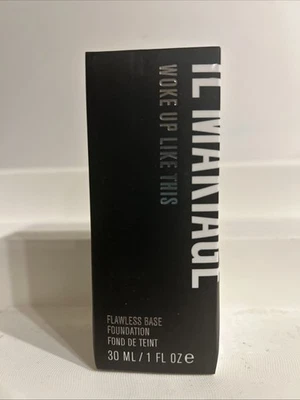 IL MAKIAGE
WOKE UP LIKE THIS
FLAWLESS BASE
FOUNDATION
FOND DE TEINT
30 ML / 1 FL OZ ℮